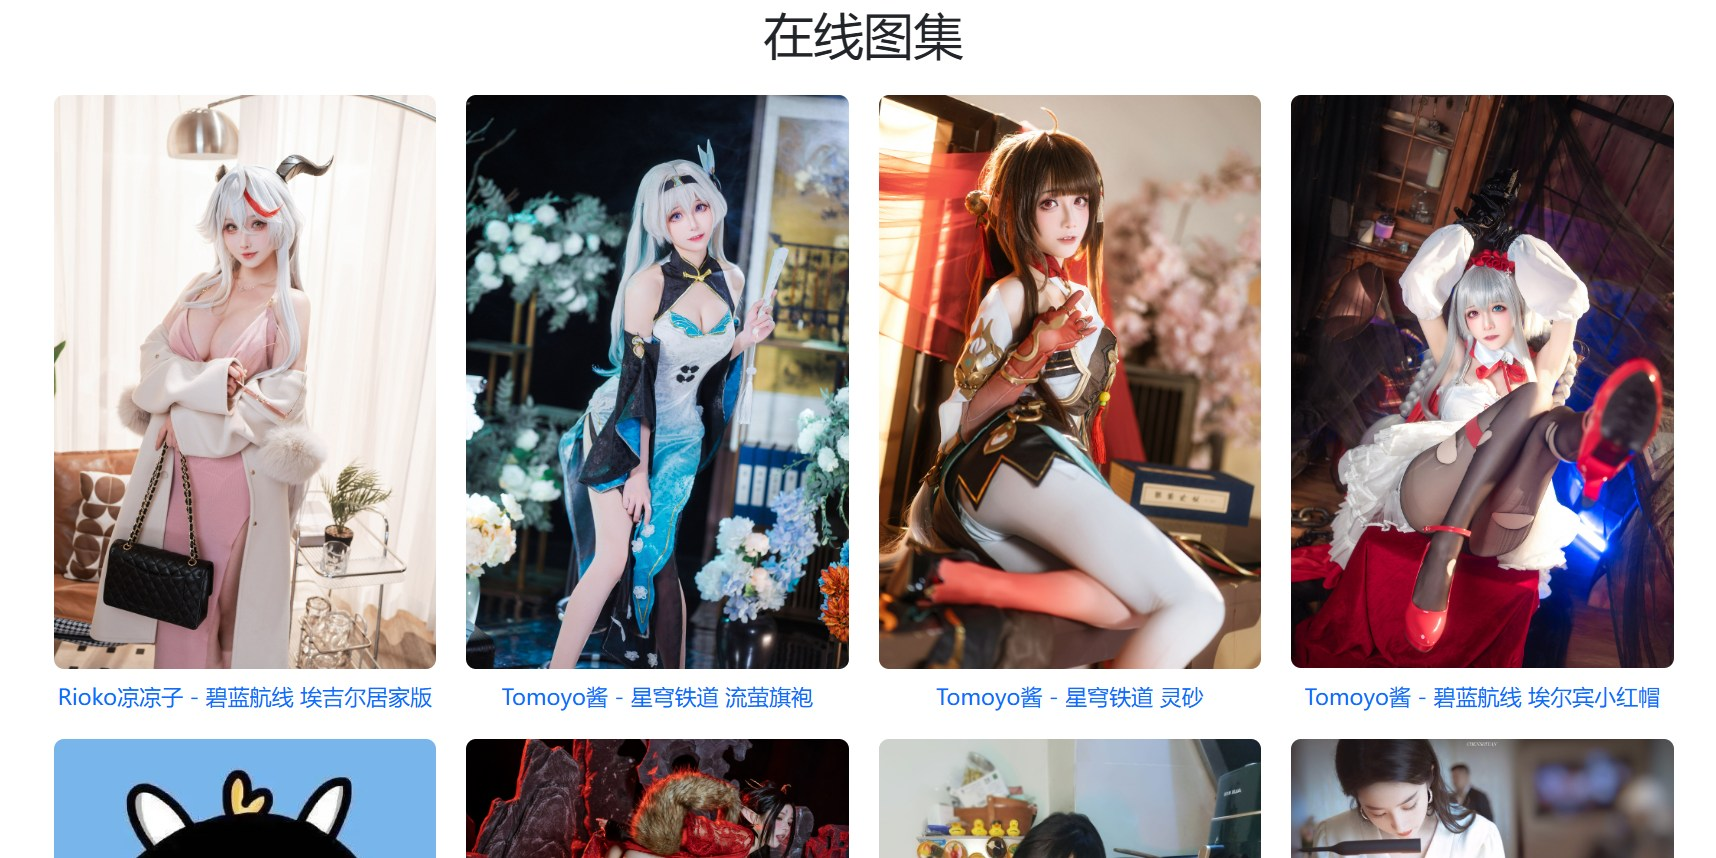 在线图集
Rioko凉凉子 - 碧蓝航线 埃吉尔居家版
Tomoyo酱 - 星穹铁道 流萤旗袍
Tomoyo酱 - 星穹铁道 灵砂
Tomoyo酱 - 碧蓝航线 埃尔宾小红帽